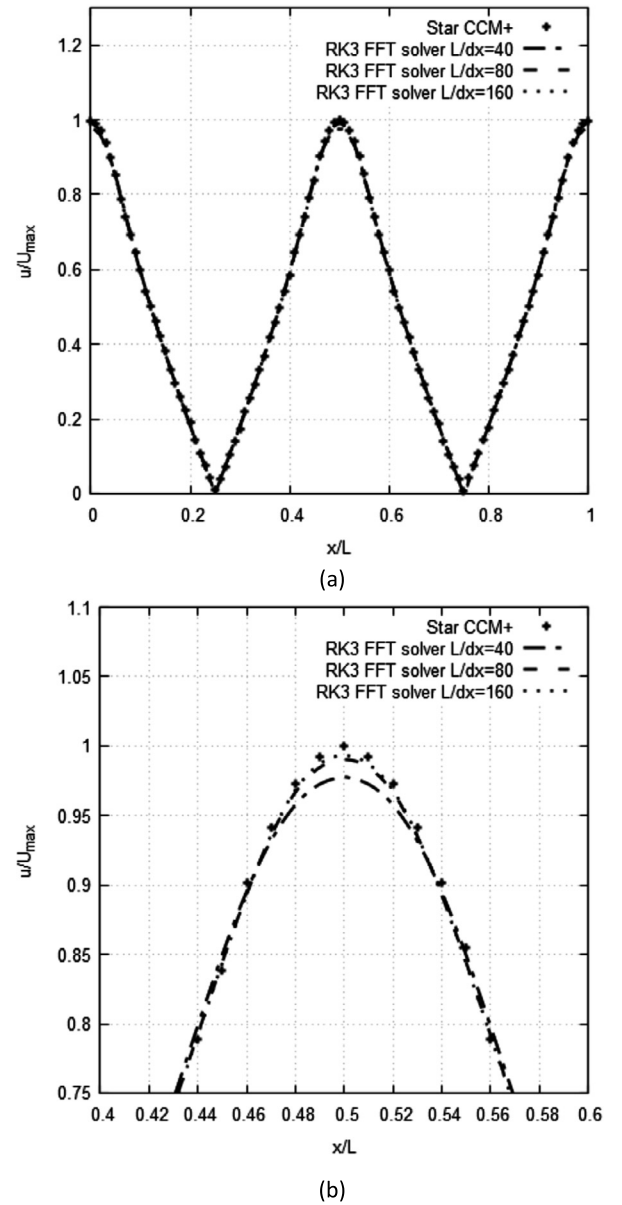 1.2
1
0.8
0.6
0.4
0.2
0
u/Umax
Star CCM+
RK3 FFT solver L/dx=40
RK3 FFT solver L/dx=80
RK3 FFT solver L/dx=160
0 0.2 0.4 0.6 0.8 1
x/L
(a)
1.1
1.05
1
0.95
0.9
0.85
0.8
0.75
u/Umax
Star CCM+
RK3 FFT solver L/dx=40
RK3 FFT solver L/dx=80
RK3 FFT solver L/dx=160
0.4 0.42 0.44 0.46 0.48 0.5 0.52 0.54 0.56 0.58 0.6
x/L
(b)